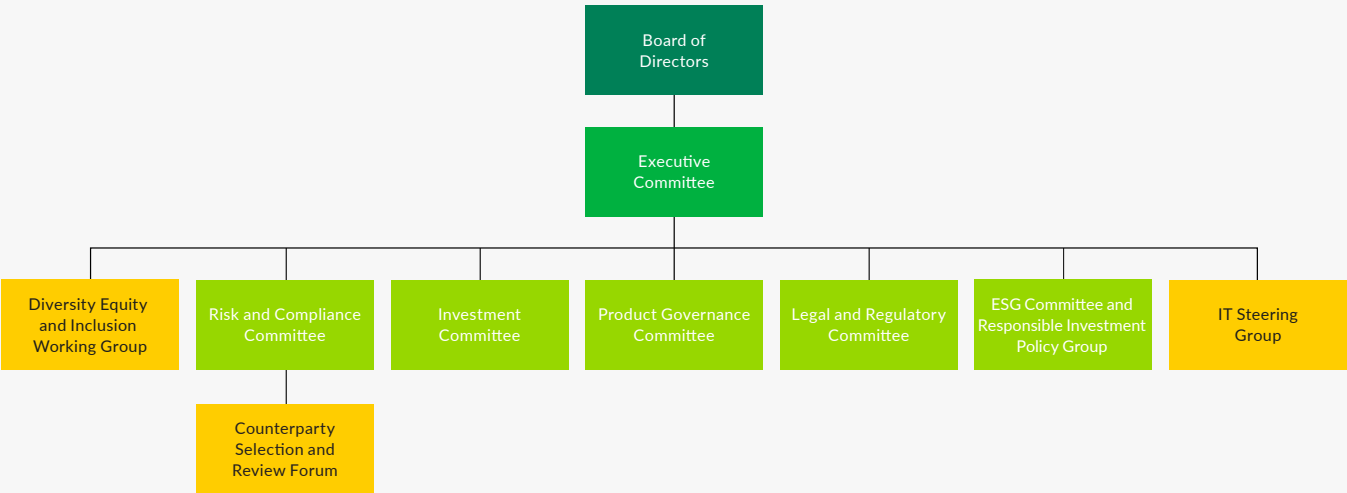 Board of
Directors
Executive
Committee
Diversity Equity
and Inclusion
Working Group
Risk and Compliance
Committee
Investment
Committee
Product Governance
Committee
Legal and Regulatory
Committee
ESG Committee and
Responsible Investment
Policy Group
IT Steering
Group
Counterparty
Selection and
Review Forum